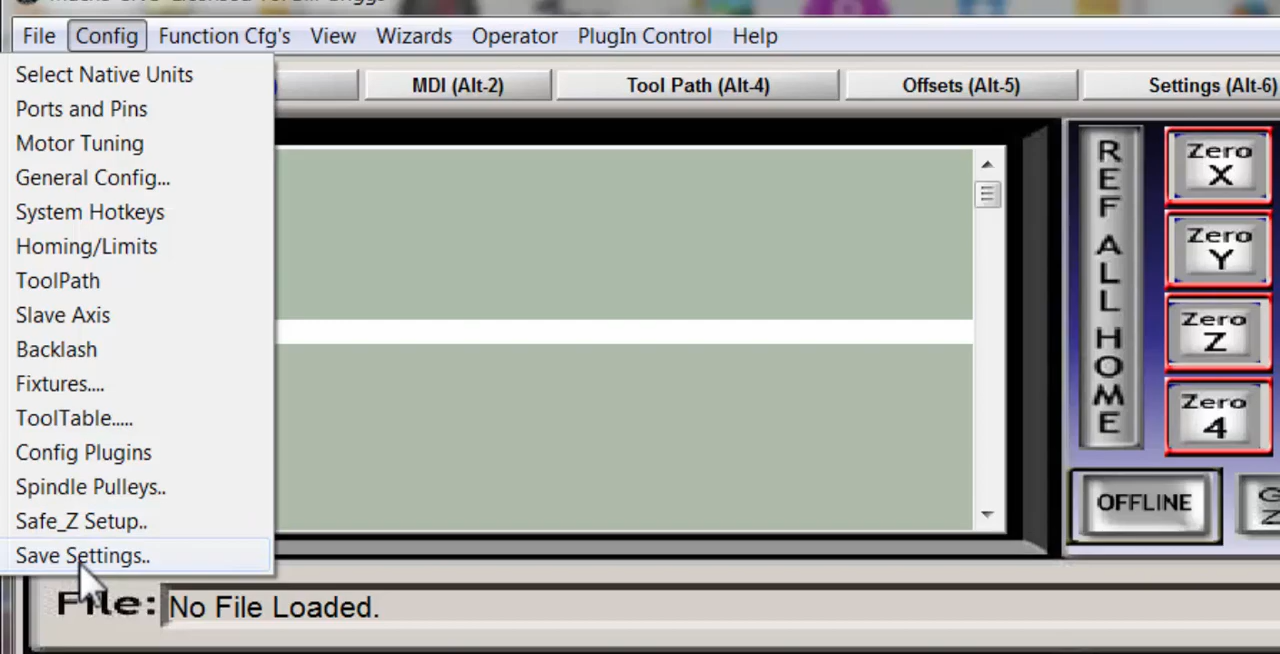 File Config Function Cfg's View Wizards Operator PlugIn Control Help
Select Native Units
Ports and Pins
Motor Tuning
General Config...
System Hotkeys
Homing/Limits
ToolPath
Slave Axis
Backlash
Fixtures....
ToolTable.....
Config Plugins
Spindle Pulleys..
Safe_Z Setup..
Save Settings..
MDI (Alt-2) Tool Path (Alt-4) Offsets (Alt-5) Settings (Alt-6)
REF ALL HOME
Zero
X
Zero
Y
Zero
Z
Zero
4
OFFLINE
File: No File Loaded.